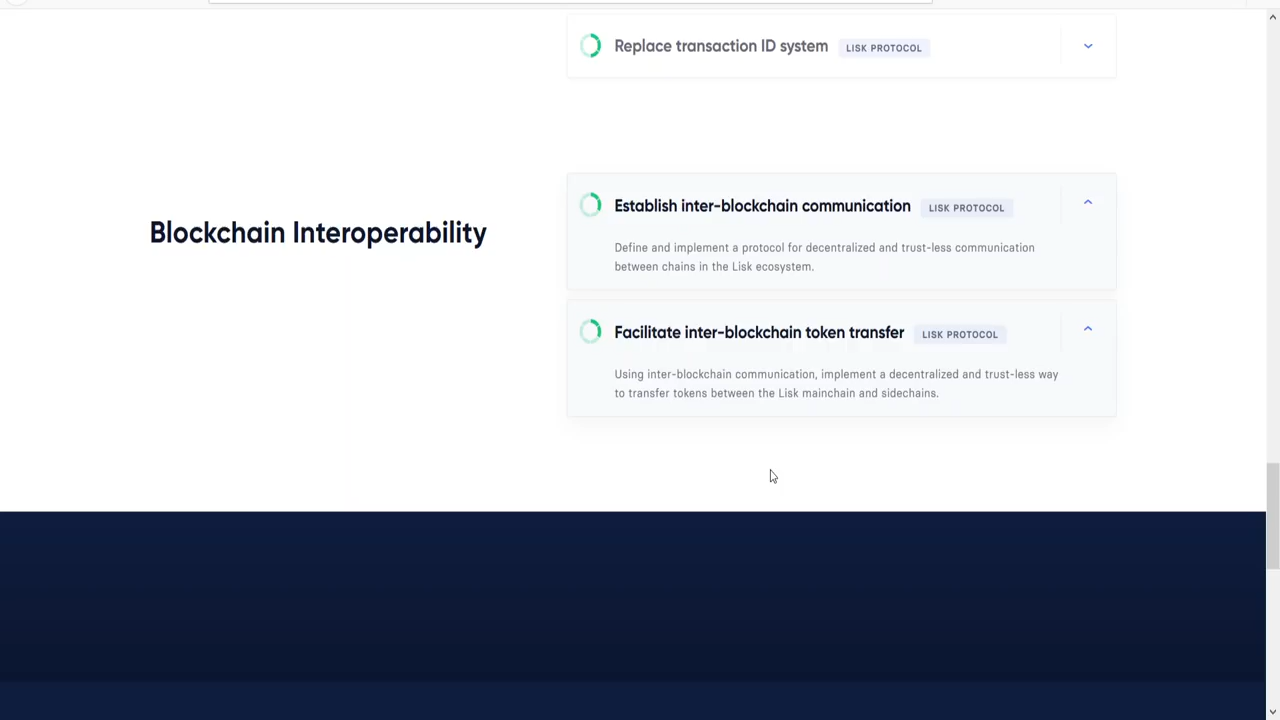 Replace transaction ID system LISK PROTOCOL
Blockchain Interoperability
Establish inter-blockchain communication LISK PROTOCOL
Define and implement a protocol for decentralized and trust-less communication
between chains in the Lisk ecosystem.
Facilitate inter-blockchain token transfer LISK PROTOCOL
Using inter-blockchain communication, implement a decentralized and trust-less way
to transfer tokens between the Lisk mainchain and sidechains.